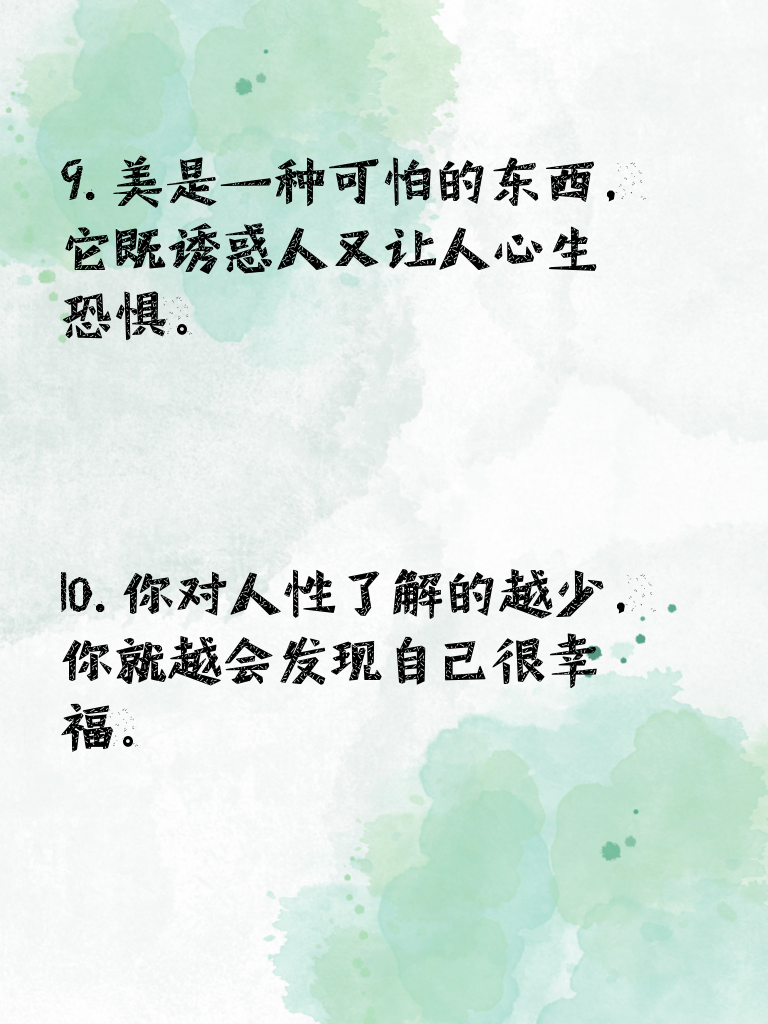 9. 美是一种可怕的东西，
它既诱惑人又让人心生
恐惧。
10. 你对人性了解的越少，
你就越会发现自己很幸
福。